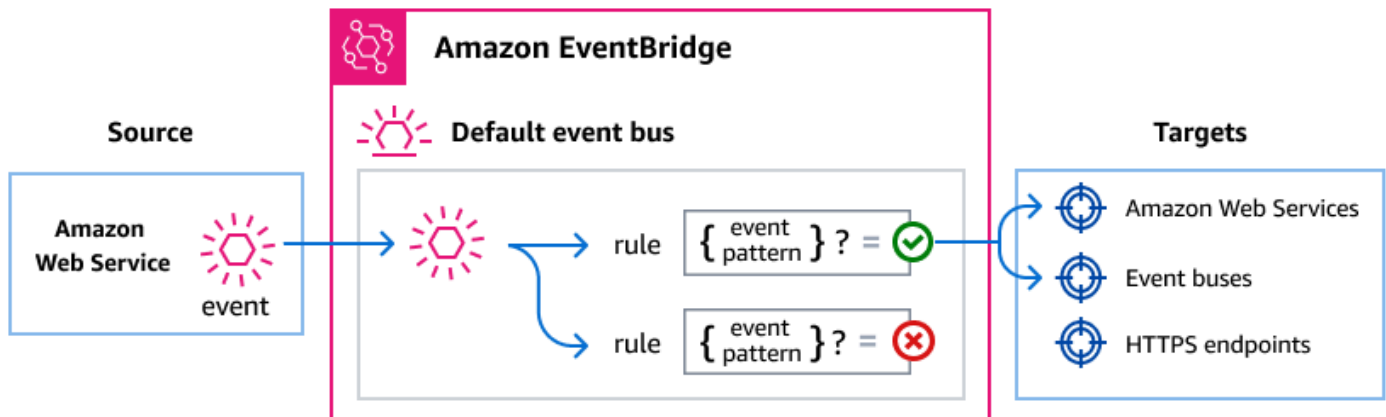 Amazon EventBridge
Source
Default event bus
Targets
Amazon
Web Service
event
rule { event pattern } ? =
rule { event pattern } ? =
Amazon Web Services
Event buses
HTTPS endpoints